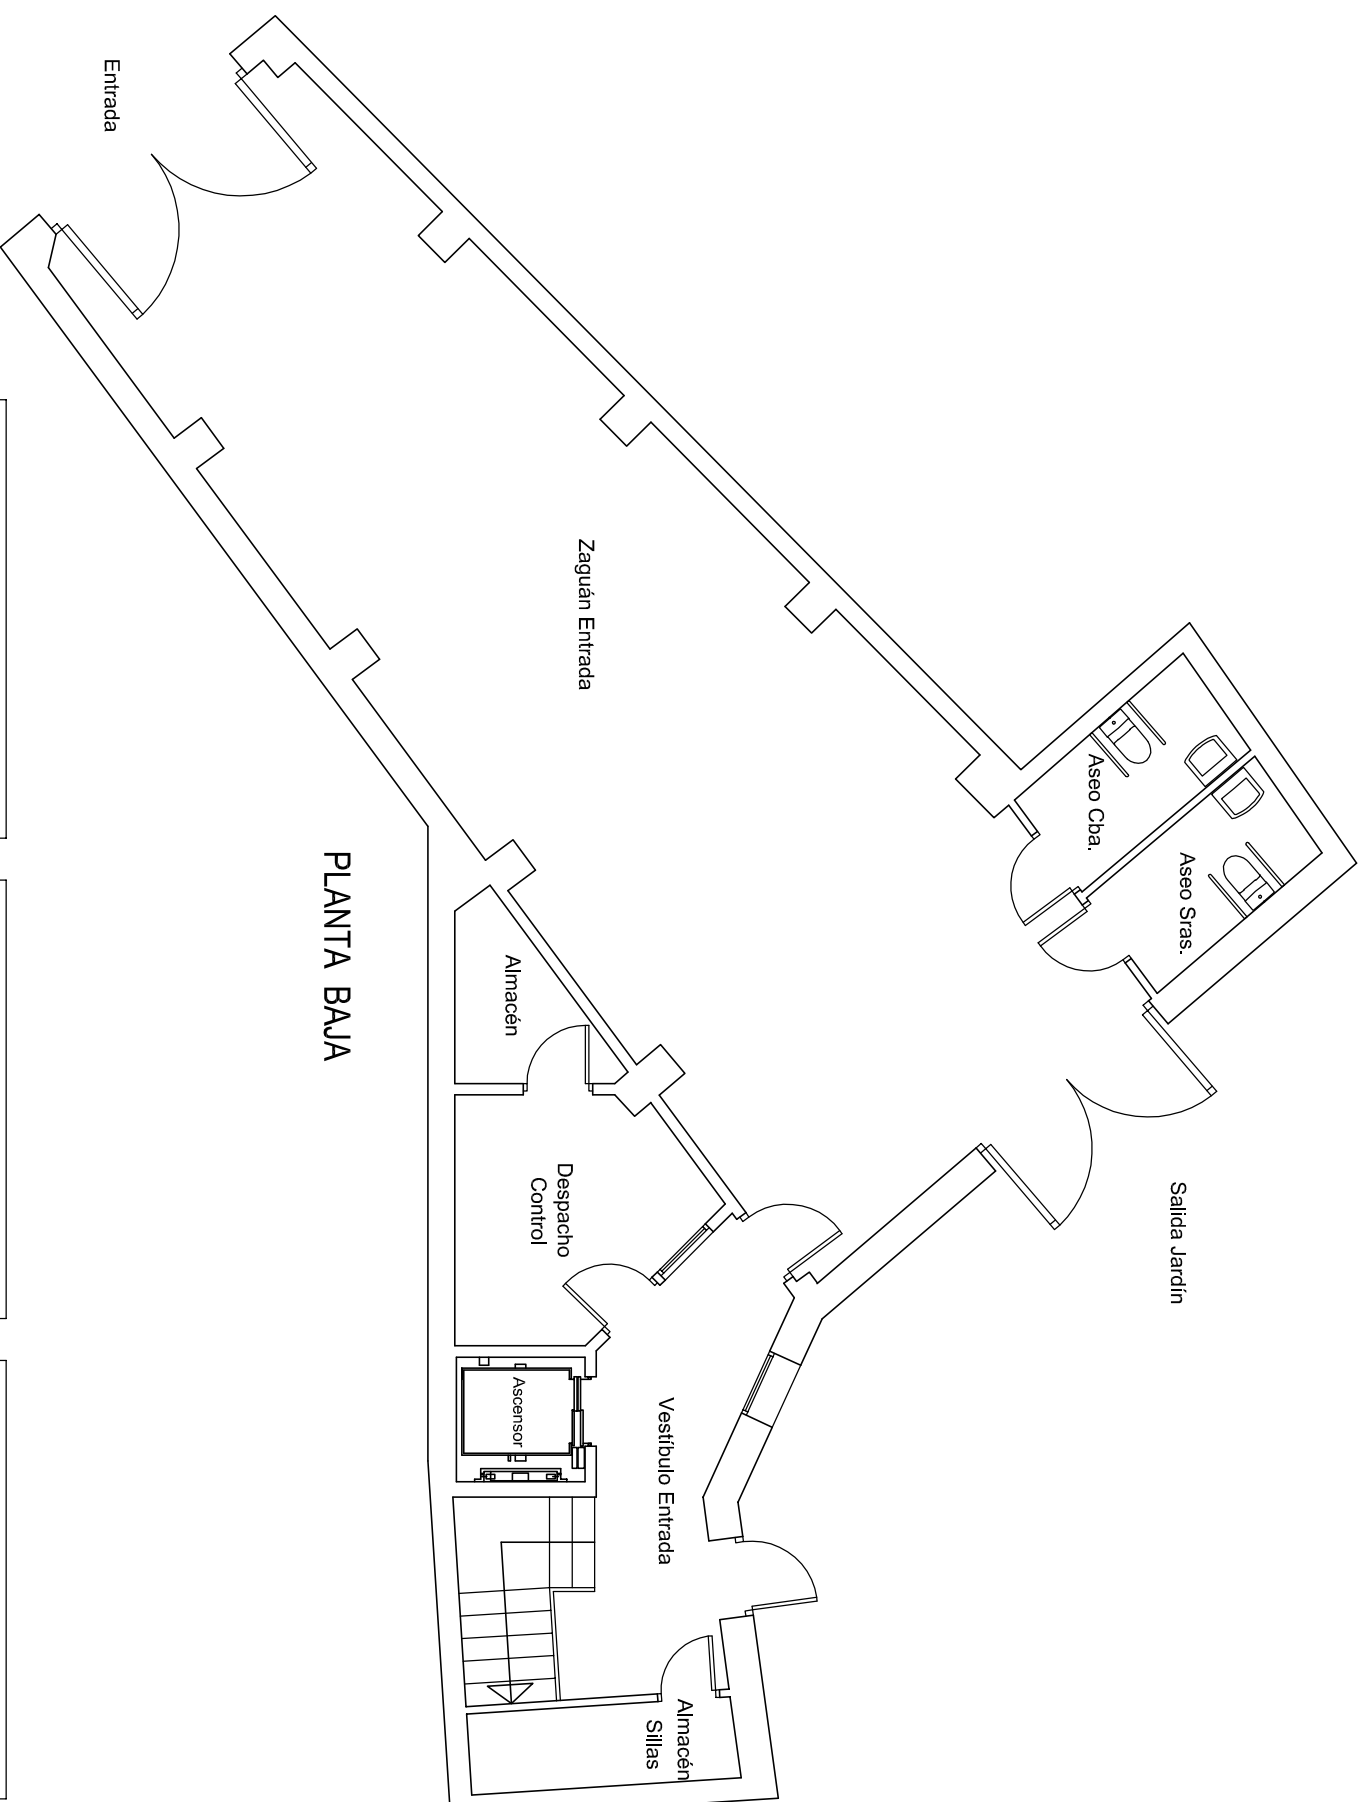 Entrada
Zaguán Entrada
Aseo Cba.
Aseo Sras.
Salida Jardín
Almacén
Despacho
Control
Ascensor
Vestíbulo Entrada
Almacén
Sillas
PLANTA BAJA